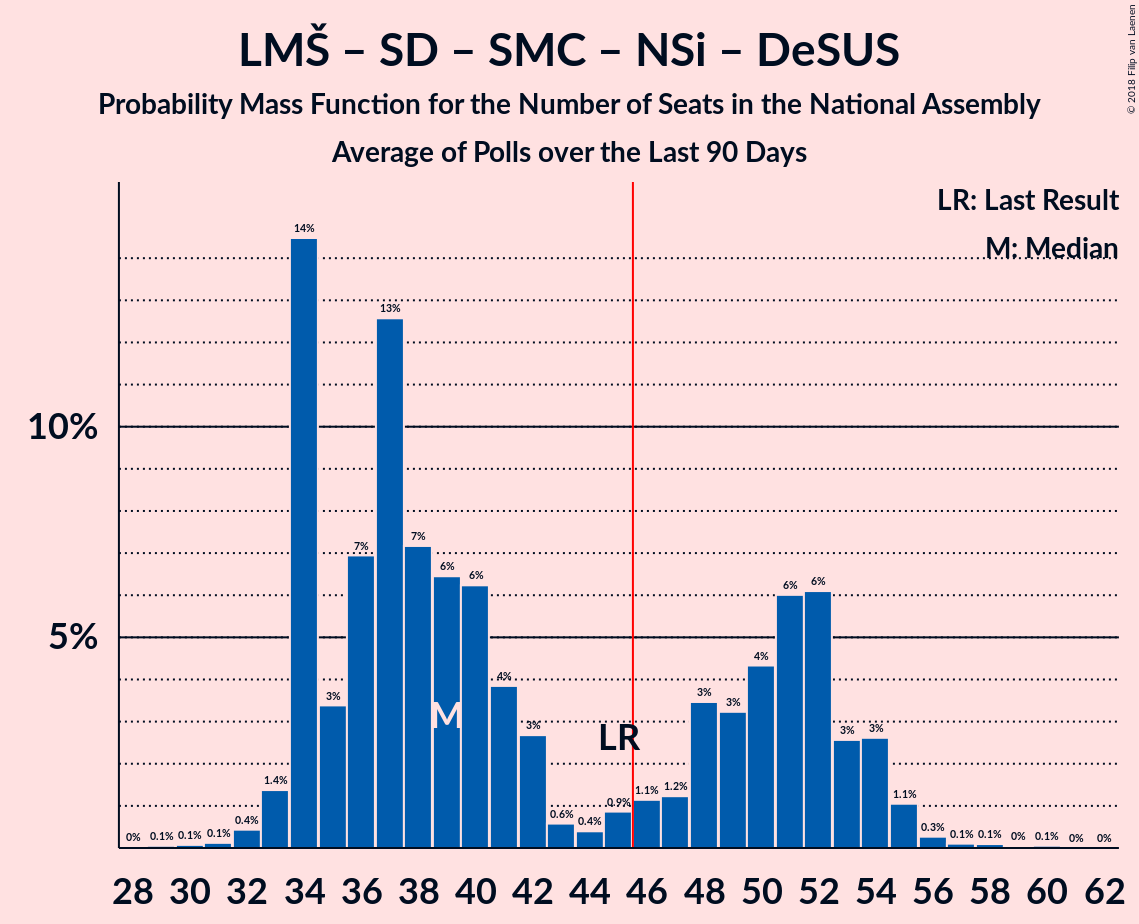 LMŠ – SD – SMC – NSi – DeSUS
Probability Mass Function for the Number of Seats in the National Assembly
Average of Polls over the Last 90 Days
© 2018 Filip van Laenen
LR: Last Result
M: Median
10%
5%
0% 0.1% 0.1% 0.1% 0.4% 1.4% 14% 3% 7% 13% 7% 6% 6% 4% 3% 0.6% 0.4% 0.9% 1.1% 1.2% 3% 3% 4% 6% 6% 3% 3% 1.1% 0.3% 0.1% 0.1% 0% 0.1% 0% 0%
M
LR
28 30 32 34 36 38 40 42 44 46 48 50 52 54 56 58 60 62